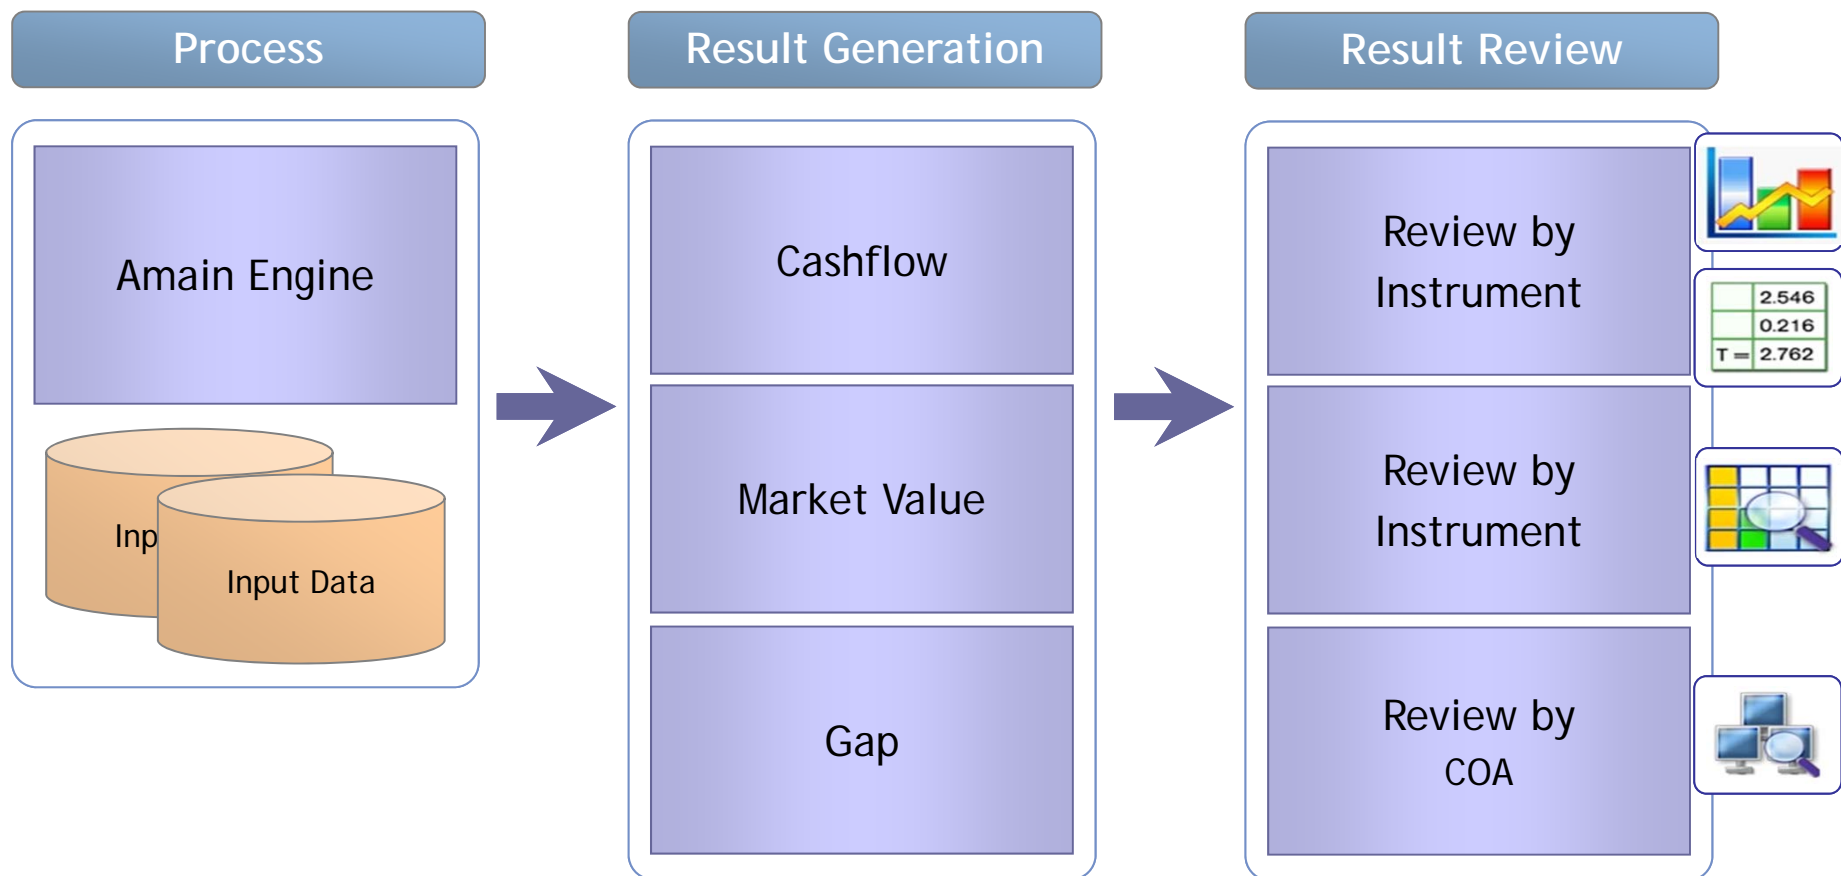 Process
Result Generation
Result Review
Amain Engine
Inp
Input Data
Cashflow
Market Value
Gap
Review by
Instrument
2.546
0.216
T = 2.762
Review by
Instrument
Review by
COA